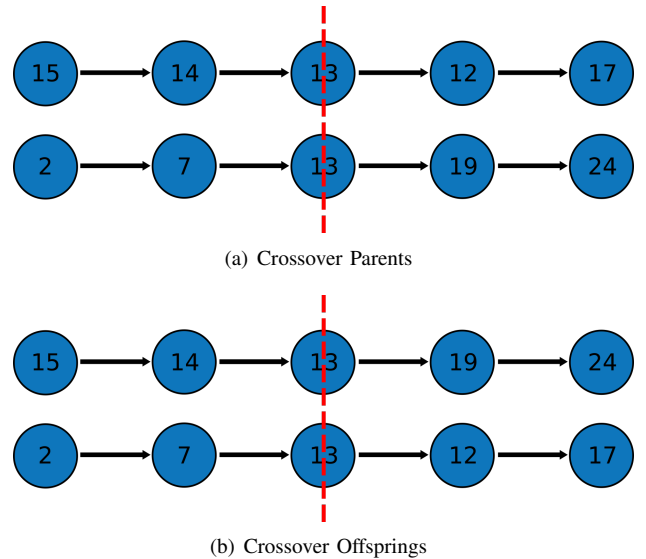 15 14 13 12 17
2 7 13 19 24
(a) Crossover Parents
15 14 13 19 24
2 7 13 12 17
(b) Crossover Offsprings